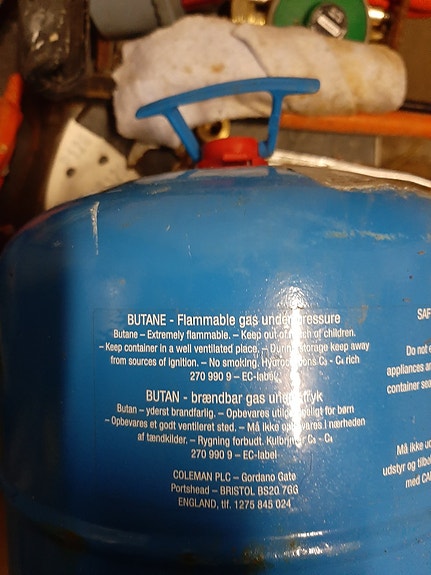 BUTANE - Flammable gas under pressure
Butane – Extremely flammable. – Keep out of reach of children.
– Keep container in a well ventilated place. – During storage keep away
from sources of ignition. – No smoking. Hydrocarbons C₃ - C₄ rich
270 990 9 – EC-label
BUTAN - brændbar gas under tryk
Butan – yderst brandfarlig. – Opbevares utilgængeligt for børn
– Opbevares et godt ventileret sted. – Må ikke opbevares i nærheden
af tændkilder. – Rygning forbudt. Kulbrinter C₃ - C₄
270 990 9 – EC-label
COLEMAN PLC – Gordano Gate
Portshead – BRISTOL BS20 7GG
ENGLAND, tlf. 1275 845 024
SAF
Do not
appliances an
container sea
Må ikke
udstyr og
med CA